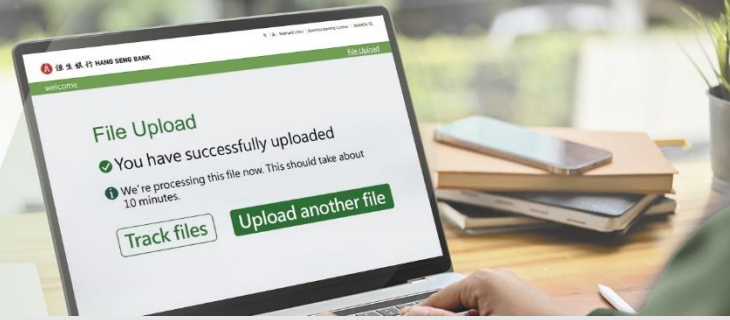 恒生銀行 HANG SENG BANK
welcome
File Upload
File Upload
You have successfully uploaded
We're processing this file now. This should take about
10 minutes.
Track files
Upload another file